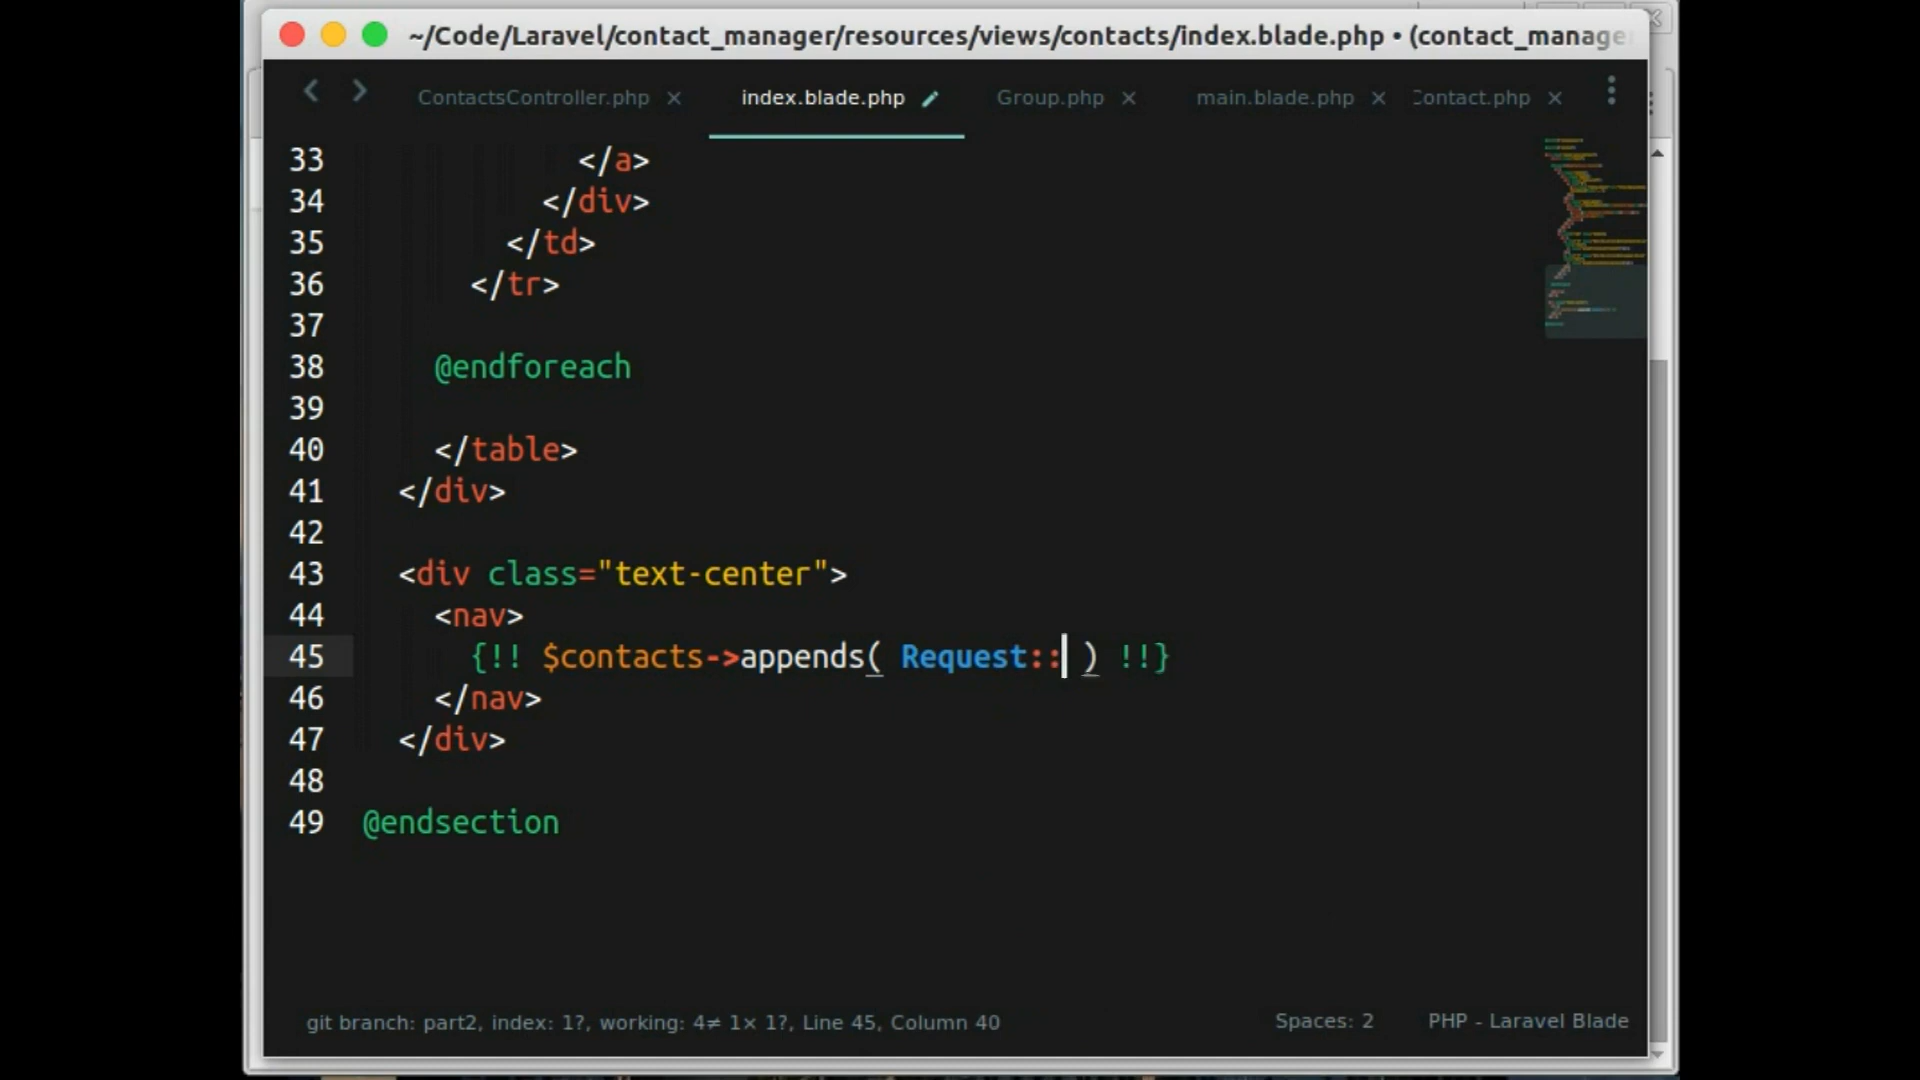 ~/Code/Laravel/contact_manager/resources/views/contacts/index.blade.php • (contact_manage
ContactsController.php × index.blade.php Group.php × main.blade.php × Contact.php ×
33 </a>
34 </div>
35 </td>
36 </tr>
37
38 @endforeach
39
40 </table>
41 </div>
42
43 <div class="text-center">
44 <nav>
45 {!! $contacts->appends( Request:: ) !!}
46 </nav>
47 </div>
48
49 @endsection
git branch: part2, index: 1?, working: 4≠ 1× 1?, Line 45, Column 40 Spaces: 2 PHP - Laravel Blade